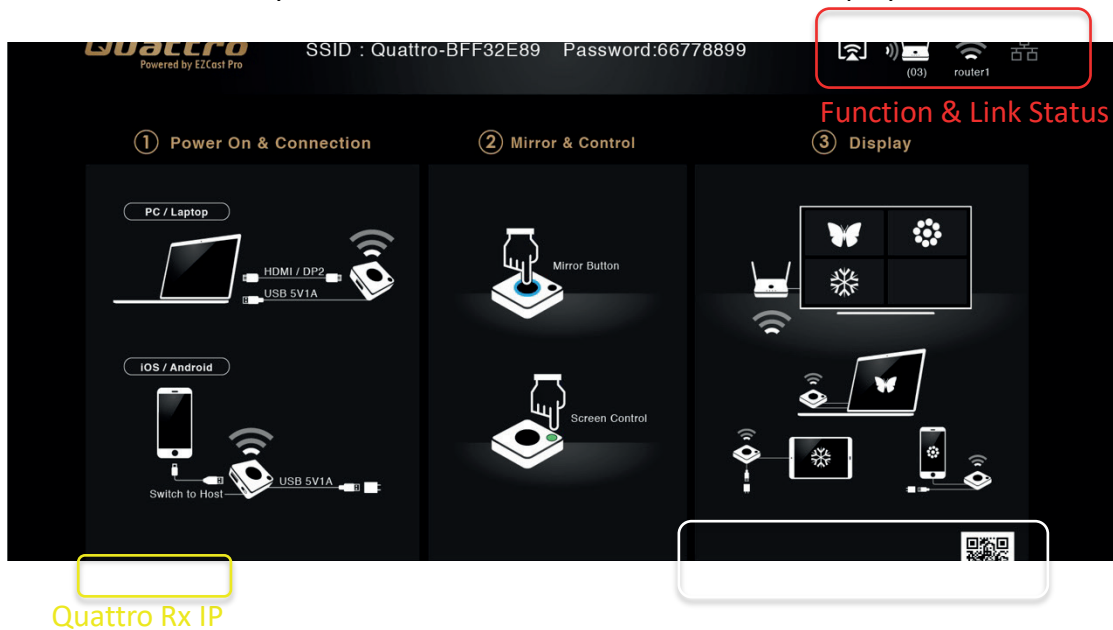 Quattro
Powered by EZCast Pro
SSID : Quattro-BFF32E89 Password:66778899
(03)
router1
Function & Link Status
1 Power On & Connection
2 Mirror & Control
3 Display
PC / Laptop
HDMI / DP2
USB 5V1A
Mirror Button
iOS / Android
Screen Control
USB 5V1A
Switch to Host
Quattro Rx IP